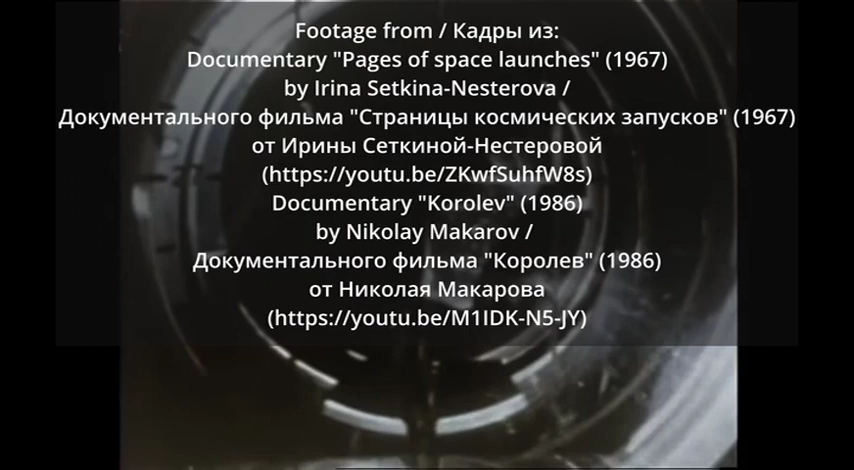 Footage from / Кадры из:
Documentary "Pages of space launches" (1967)
by Irina Setkina-Nesterova /
Документального фильма "Страницы космических запусков" (1967)
от Ирины Сеткиной-Нестеровой
(https://youtu.be/ZKwfSuhfW8s)
Documentary "Korolev" (1986)
by Nikolay Makarov /
Документального фильма "Королев" (1986)
от Николая Макарова
(https://youtu.be/M1IDK-N5-JY)